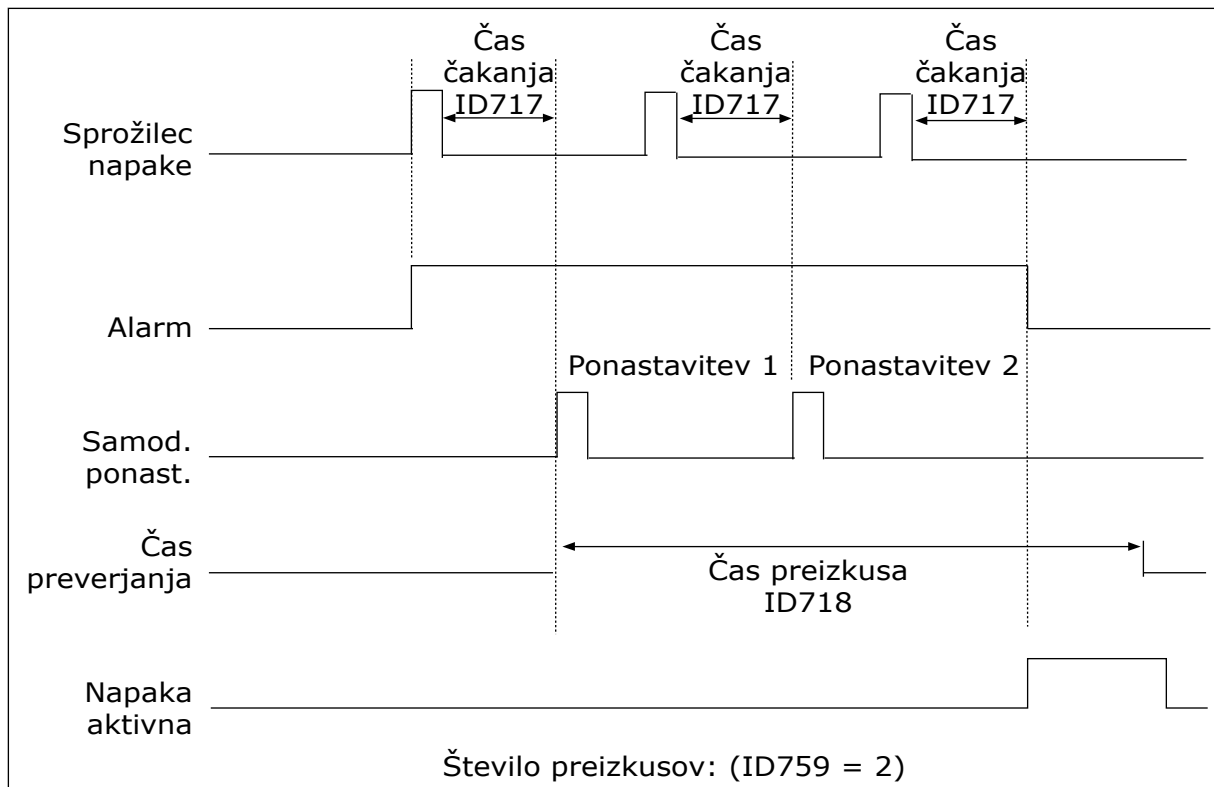 Čas
čakanja
ID717
Čas
čakanja
ID717
Čas
čakanja
ID717
Sprožilec
napake
Alarm
Ponastavitev 1
Ponastavitev 2
Samod.
ponast.
Čas
preverjanja
Čas preizkusa
ID718
Napaka
aktivna
Število preizkusov: (ID759 = 2)